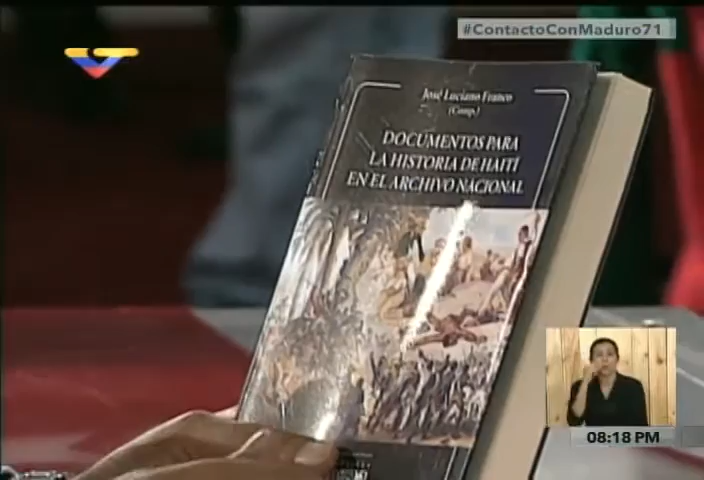 #ContactoConMaduro71
José Luciano Franco
(Comp.)
DOCUMENTOS PARA
LA HISTORIA DE HAITÍ
EN EL ARCHIVO NACIONAL
08:18 PM